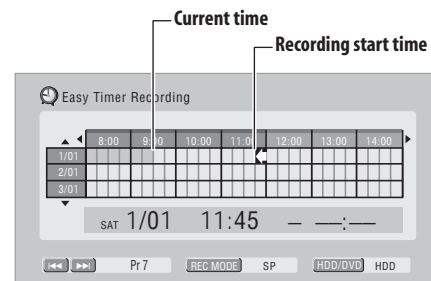 Current time
Recording start time
Easy Timer Recording
8:00 9:00 10:00 11:00 12:00 13:00 14:00
1/01
2/01
3/01
SAT 1/01 11:45 – ––:––
Pr 7 REC MODE SP HDD/DVD HDD